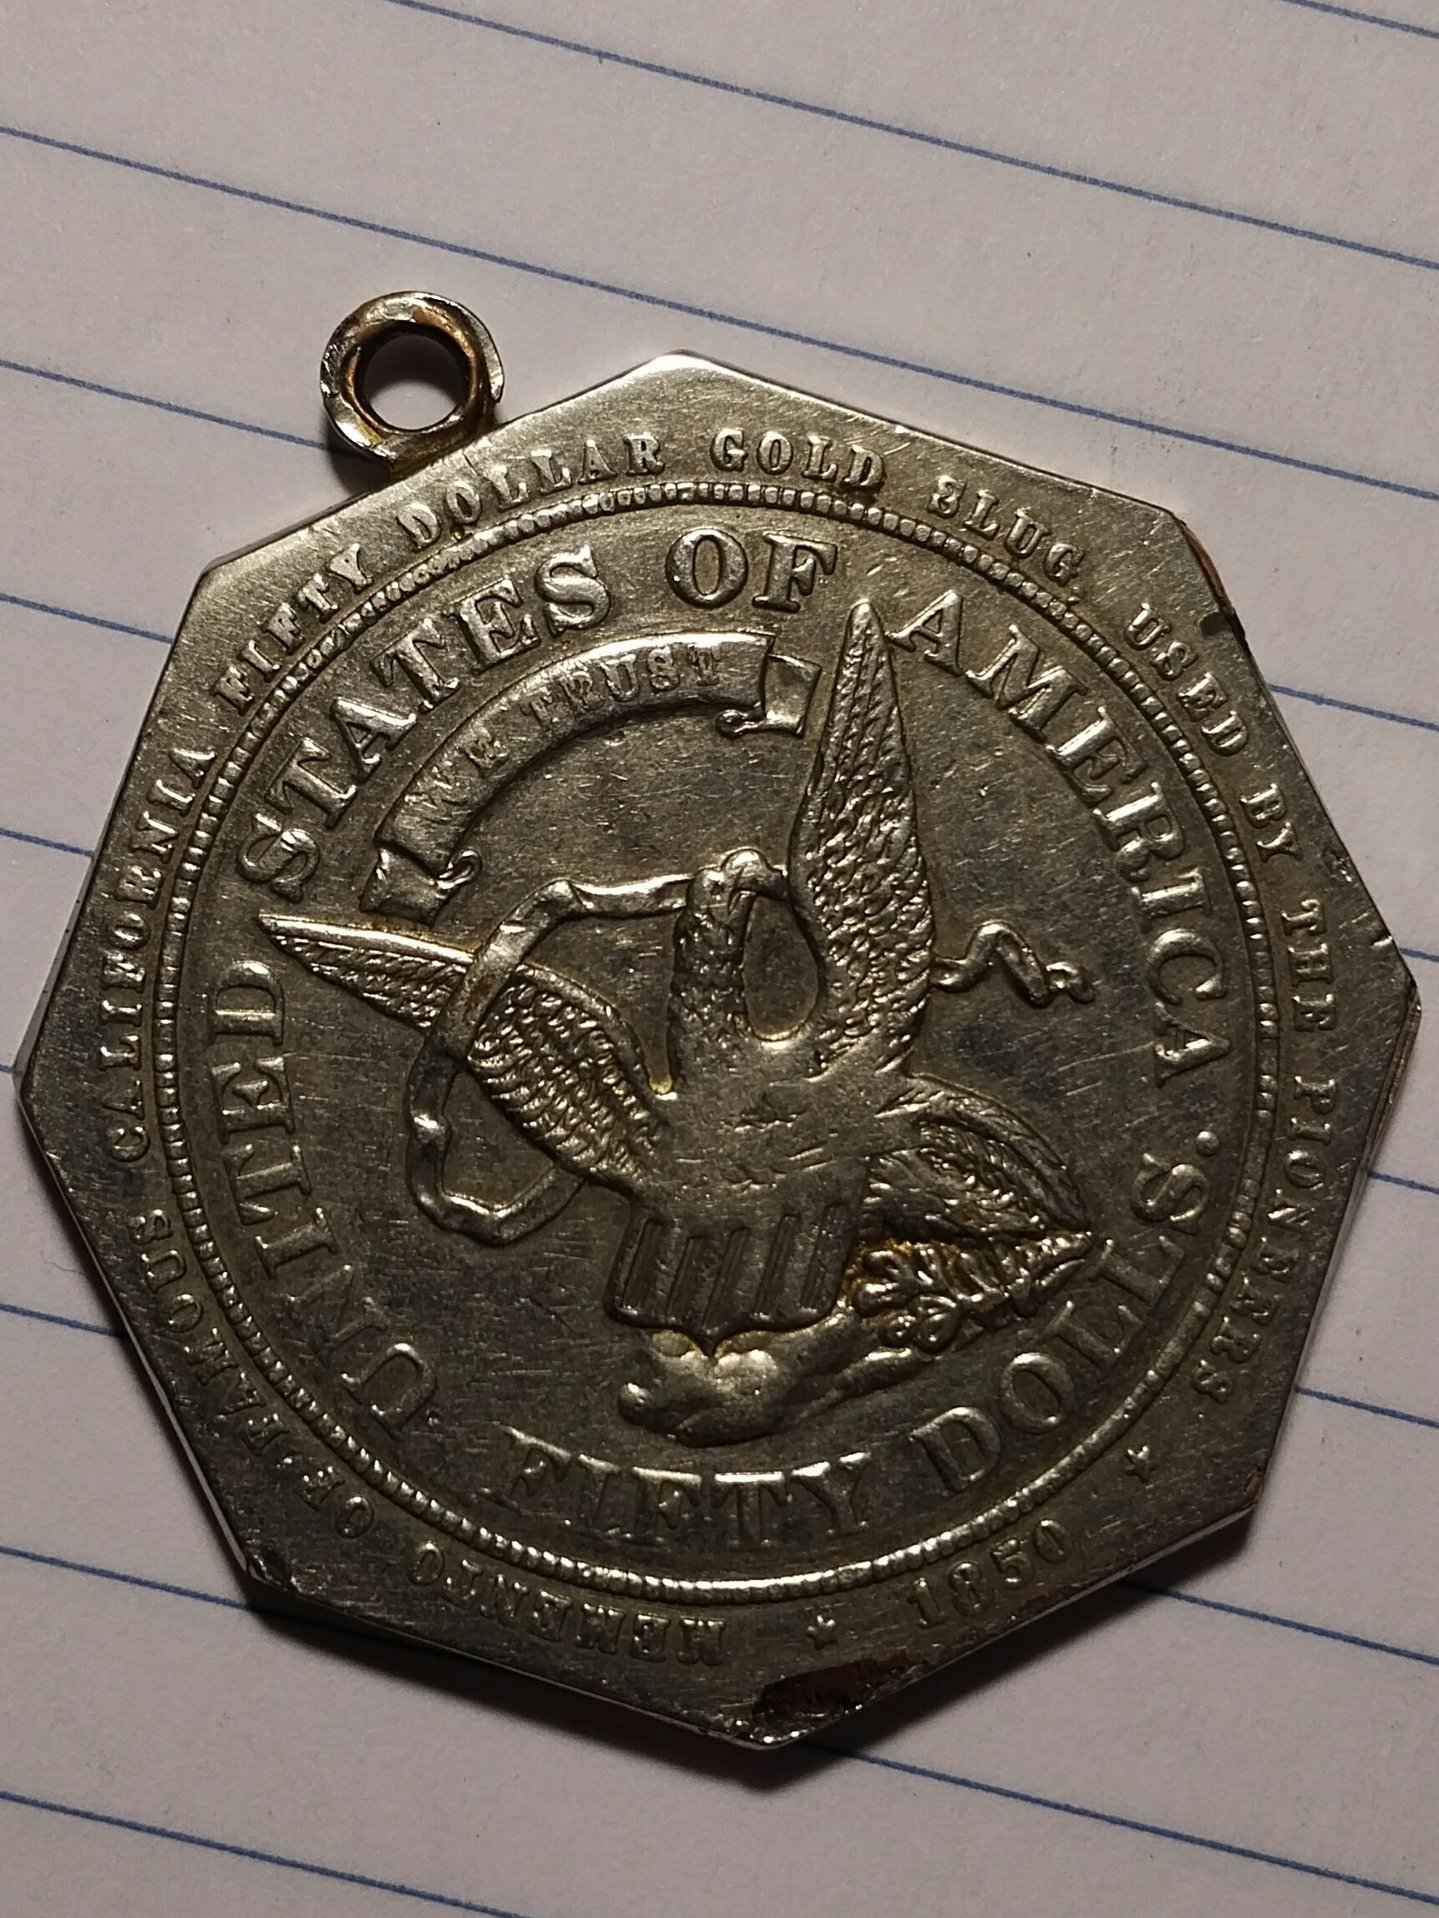 MEMENTO OF FAMOUS CALIFORNIA FIFTY DOLLAR GOLD SLUG, USED BY THE PIONEERS
★ 1850 ★
UNITED STATES OF AMERICA.
WE TRUST
FIFTY DOLLS.